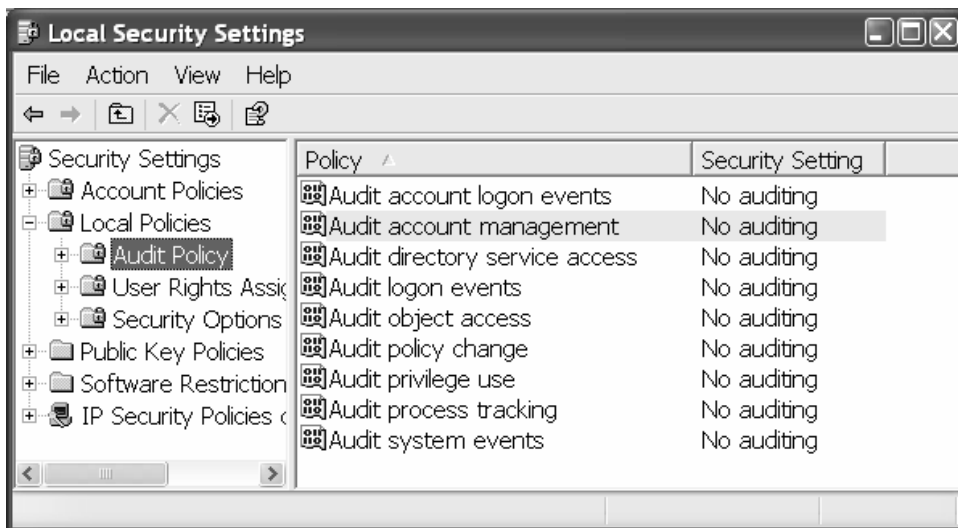 Local Security Settings
File Action View Help
Security Settings
Account Policies
Local Policies
Audit Policy
User Rights
Security Options
Public Key Policies
Software Restriction
IP Security Policies
Policy Security Setting
Audit account logon events No auditing
Audit account management No auditing
Audit directory service access No auditing
Audit logon events No auditing
Audit object access No auditing
Audit policy change No auditing
Audit privilege use No auditing
Audit process tracking No auditing
Audit system events No auditing